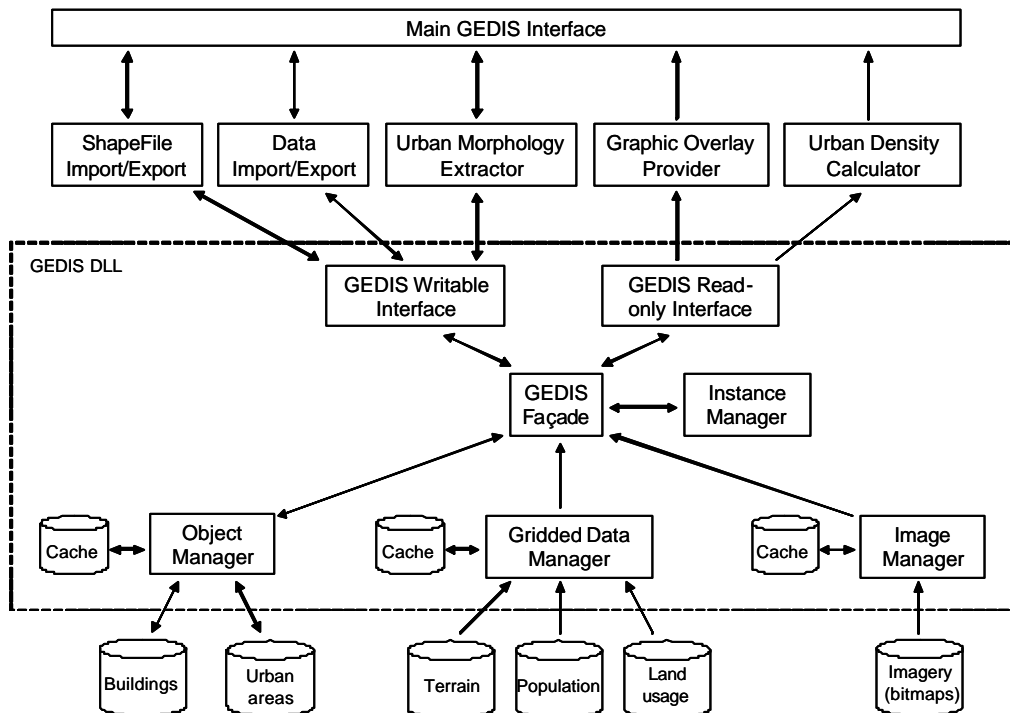 Main GEDIS Interface
ShapeFile
Import/Export
Data
Import/Export
Urban Morphology
Extractor
Graphic Overlay
Provider
Urban Density
Calculator
GEDIS DLL
GEDIS Writable
Interface
GEDIS Read-
only Interface
GEDIS
Façade
Instance
Manager
Cache
Object
Manager
Cache
Gridded Data
Manager
Cache
Image
Manager
Buildings
Urban
areas
Terrain
Population
Land
usage
Imagery
(bitmaps)